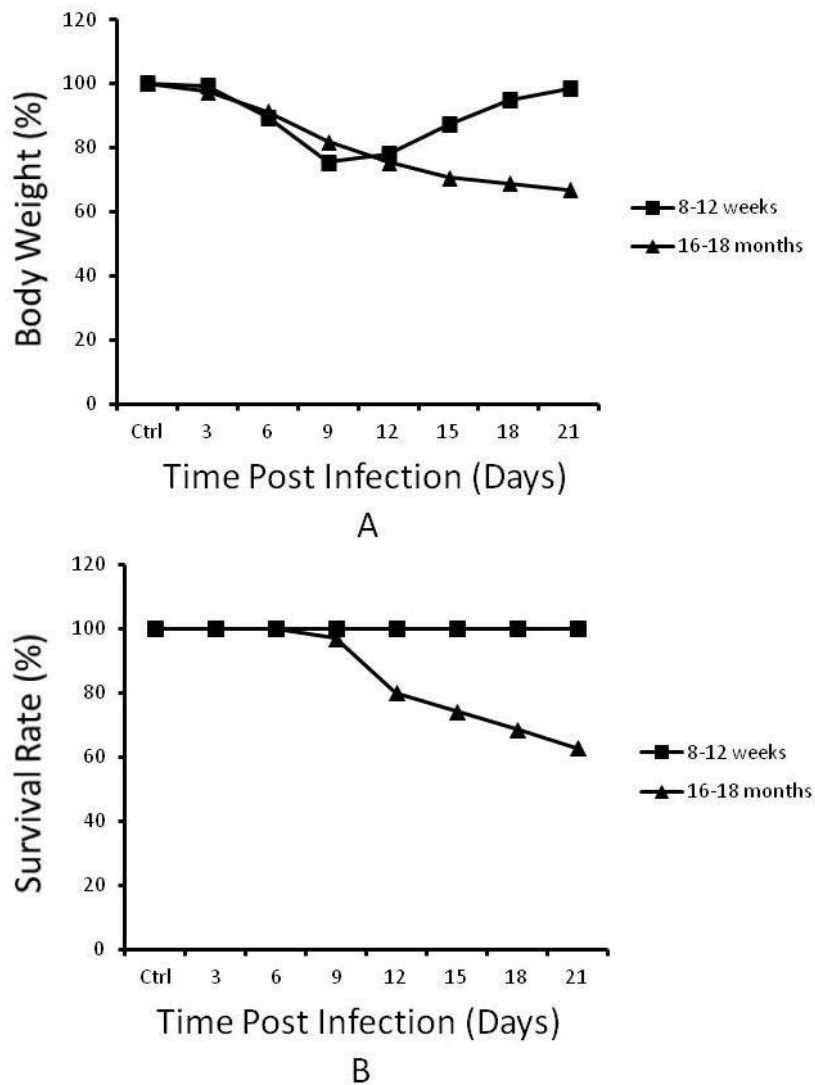 120
100
80
60
40
20
0
Body Weight (%)
Ctrl 3 6 9 12 15 18 21
Time Post Infection (Days)
8-12 weeks
16-18 months
A
120
100
80
60
40
20
0
Survival Rate (%)
Ctrl 3 6 9 12 15 18 21
Time Post Infection (Days)
8-12 weeks
16-18 months
B